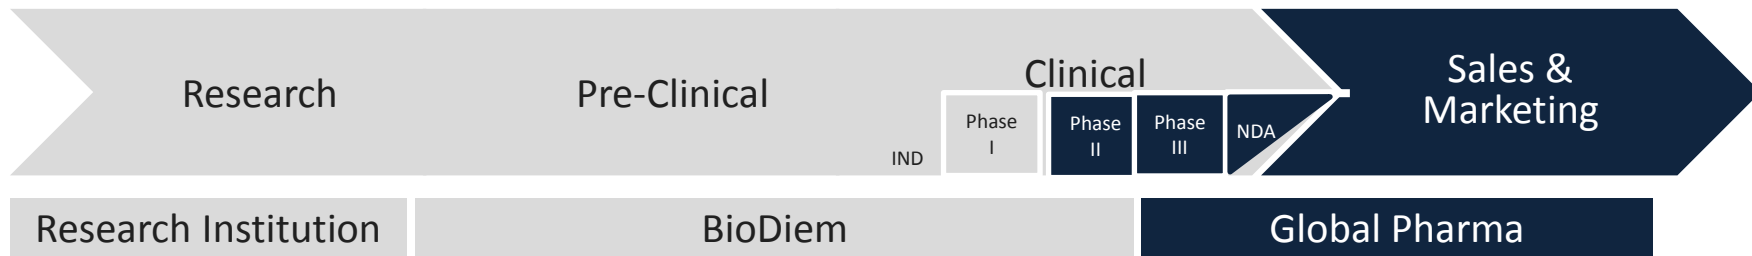 Research
Pre-Clinical
Clinical
IND
Phase
I
Phase
II
Phase
III
NDA
Sales &
Marketing
Research Institution
BioDiem
Global Pharma